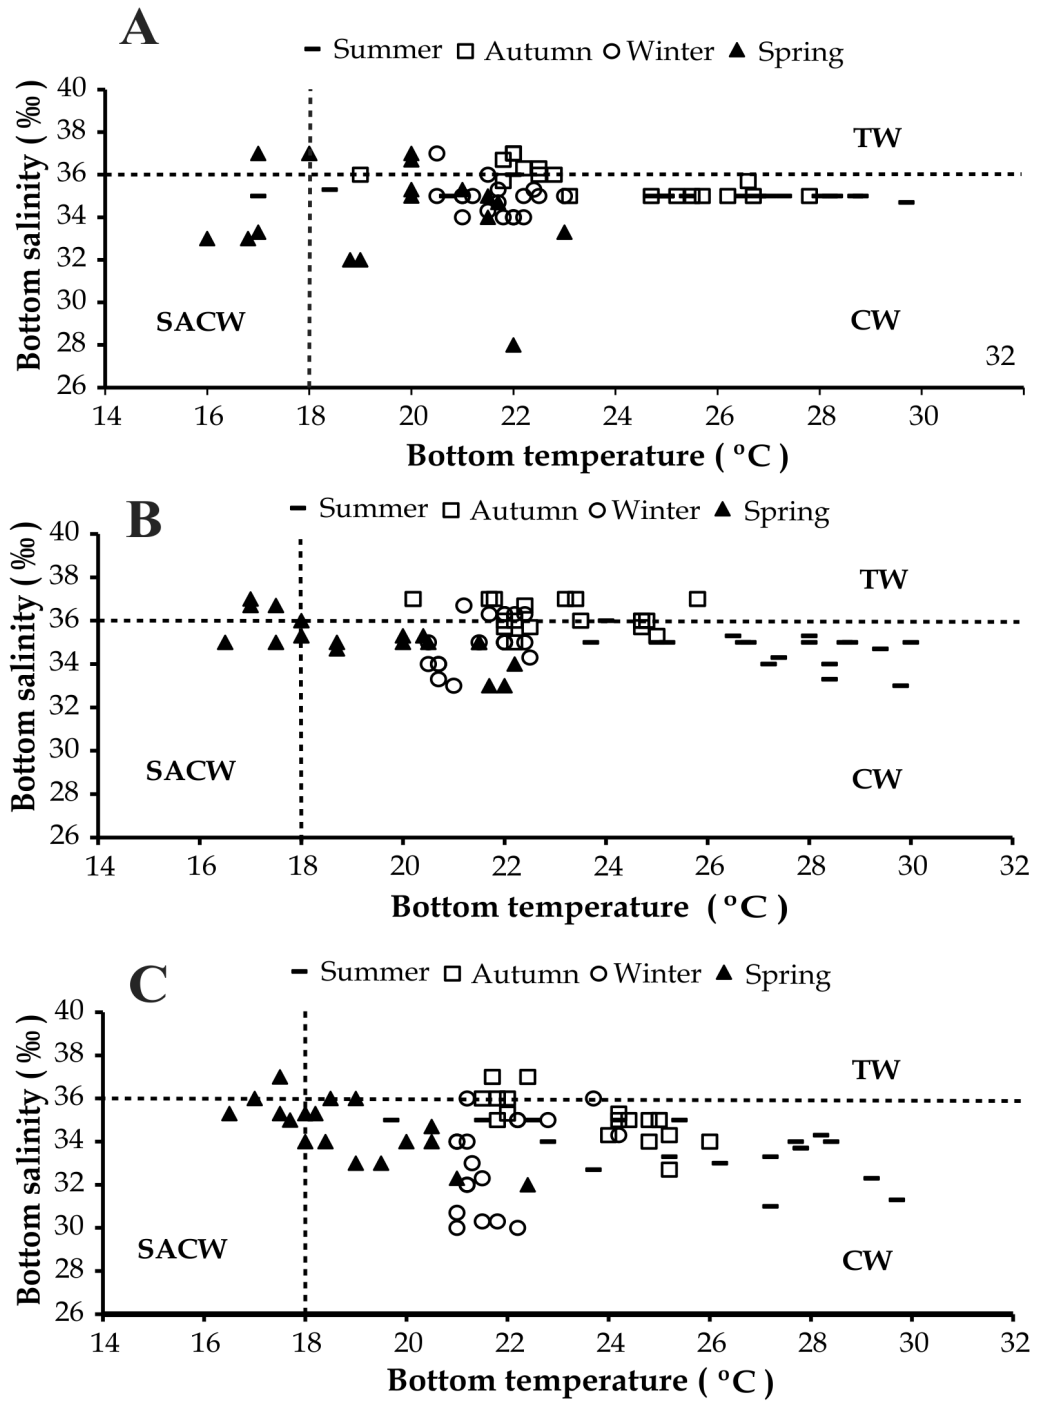 A
Summer Autumn Winter Spring
Bottom salinity ( ‰ )
40
38
36
34
32
30
28
26
TW
SACW
CW
32
14 16 18 20 22 24 26 28 30
Bottom temperature ( ºC )
B
Summer Autumn Winter Spring
Bottom salinity ( ‰ )
40
38
36
34
32
30
28
26
TW
SACW
CW
14 16 18 20 22 24 26 28 30 32
Bottom temperature ( ºC )
C
Summer Autumn Winter Spring
Bottom salinity ( ‰ )
40
38
36
34
32
30
28
26
TW
SACW
CW
14 16 18 20 22 24 26 28 30 32
Bottom temperature ( ºC )